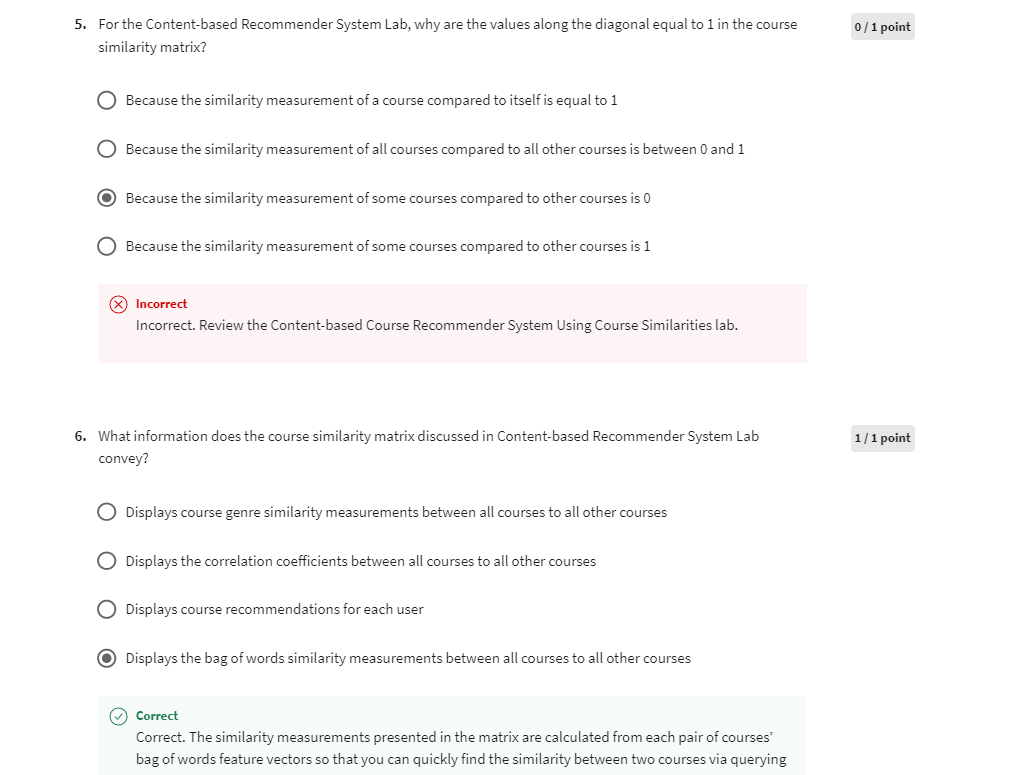 5. For the Content-based Recommender System Lab, why are the values along the diagonal equal to 1 in the course
0 / 1 point
similarity matrix?
Because the similarity measurement of a course compared to itself is equal to 1
Because the similarity measurement of all courses compared to all other courses is between 0 and 1
Because the similarity measurement of some courses compared to other courses is 0
Because the similarity measurement of some courses compared to other courses is 1
Incorrect
Incorrect. Review the Content-based Course Recommender System Using Course Similarities lab.
6. What information does the course similarity matrix discussed in Content-based Recommender System Lab
1 / 1 point
convey?
Displays course genre similarity measurements between all courses to all other courses
Displays the correlation coefficients between all courses to all other courses
Displays course recommendations for each user
Displays the bag of words similarity measurements between all courses to all other courses
Correct
Correct. The similarity measurements presented in the matrix are calculated from each pair of courses’
bag of words feature vectors so that you can quickly find the similarity between two courses via querying